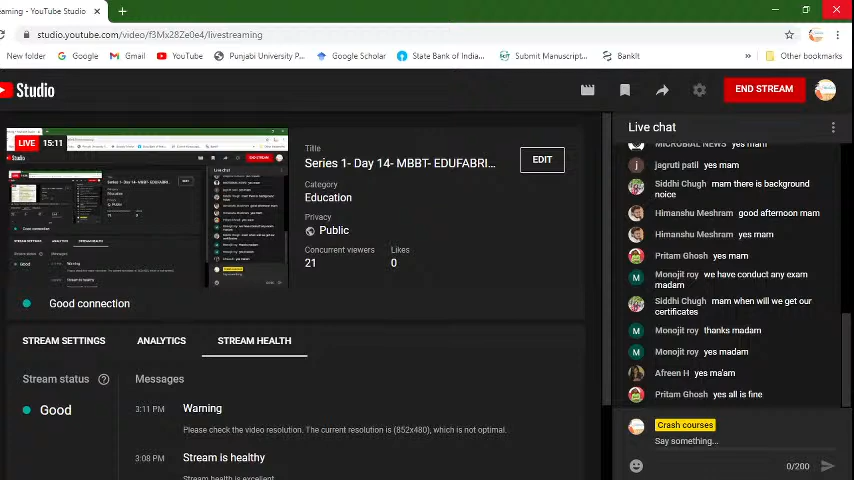 eaming - YouTube Studio
studio.youtube.com/video/f3Mx28Ze0e4/livestreaming
New folder
Google
Gmail
YouTube
Punjabi University P...
Google Scholar
State Bank of India...
Submit Manuscript...
BankIt
»
Other bookmarks
Studio
END STREAM
LIVE 15:11
Title
Series 1- Day 14- MBBT- EDUFABRI...
EDIT
Category
Education
Privacy
Public
Concurrent viewers
Likes
21
0
Good connection
STREAM SETTINGS
ANALYTICS
STREAM HEALTH
Stream status
Good
Messages
3:11 PM
Warning
Please check the video resolution. The current resolution is (852x480), which is not optimal.
3:08 PM
Stream is healthy
Stream health is excellent
Live chat
MICROBIAL NEWS yes mam
jagruti patil yes mam
Siddhi Chugh mam there is background
noice
Himanshu Meshram good afternoon mam
Himanshu Meshram yes mam
Pritam Ghosh yes mam
Monojit roy we have conduct any exam
madam
Siddhi Chugh mam when will we get our
certificates
Monojit roy thanks madam
Monojit roy yes madam
Afreen H yes ma'am
Pritam Ghosh yes all is fine
Crash courses
Say something...
0/200